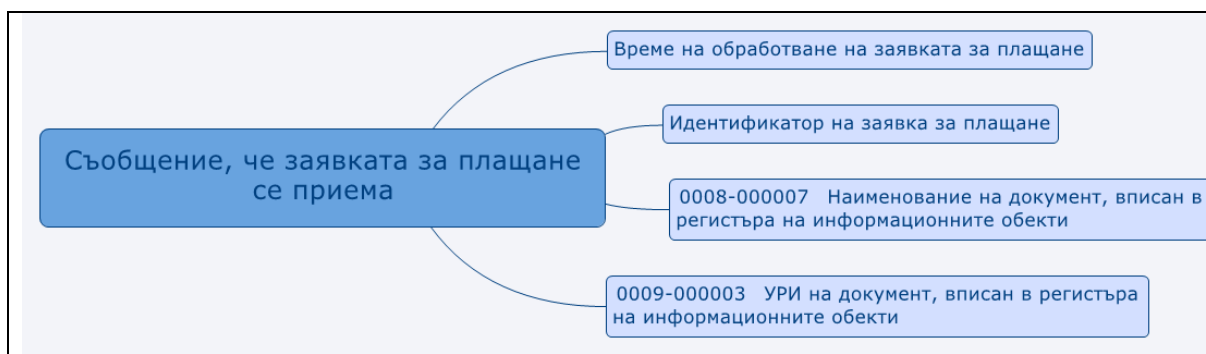 Време на обработване на заявката за плащане
Идентификатор на заявка за плащане
Съобщение, че заявката за плащане
се приема
0008-000007 Наименование на документ, вписан в
регистъра на информационните обекти
0009-000003 УРИ на документ, вписан в регистъра
на информационните обекти